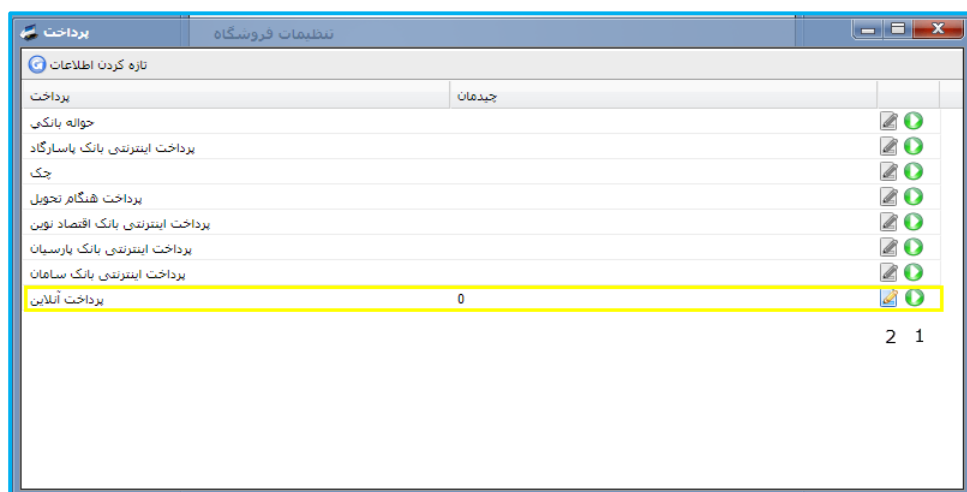 پرداخت
تنظیمات فروشگاه
تازه کردن اطلاعات
پرداخت چیدمان
حواله بانکی
پرداخت اینترنتی بانک پاسارگاد
چک
پرداخت هنگام تحویل
پرداخت اینترنتی بانک اقتصاد نوین
پرداخت اینترنتی بانک پارسیان
پرداخت اینترنتی بانک سامان
پرداخت آنلاین 0
2 1